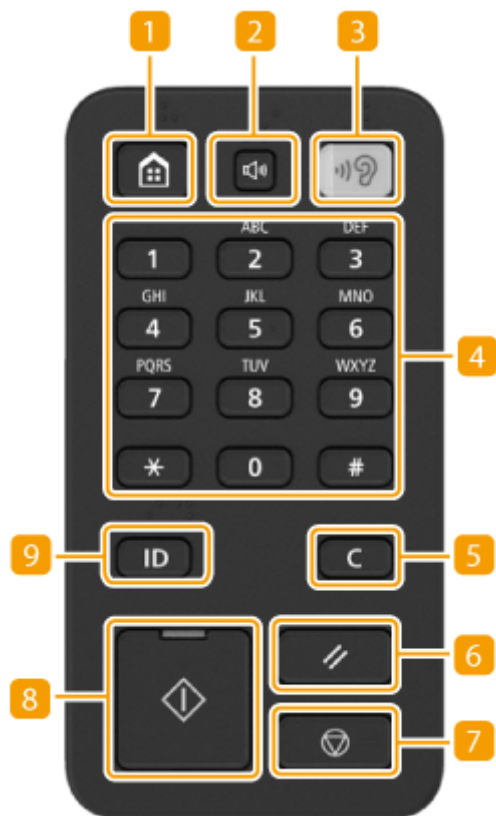 1 2 3
ABC DEF
1 2 3
GHI JKL MNO
4 5 6
4
PQRS TUV WXYZ
7 8 9
* 0 #
9 ID C 5
6
8
7